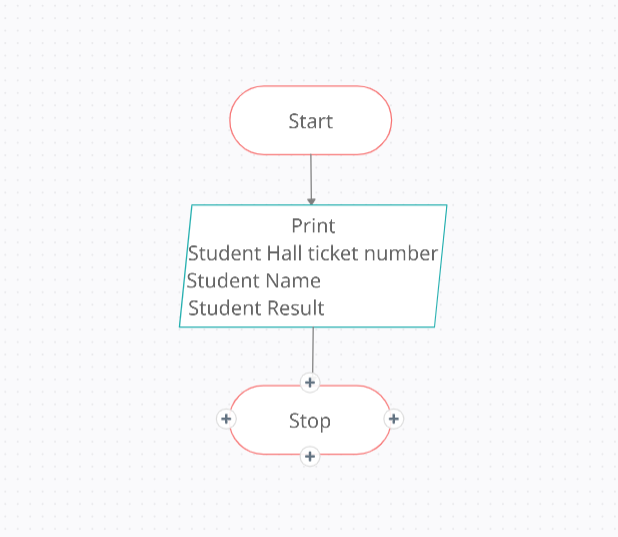 Start
Print
Student Hall ticket number
Student Name
Student Result
Stop